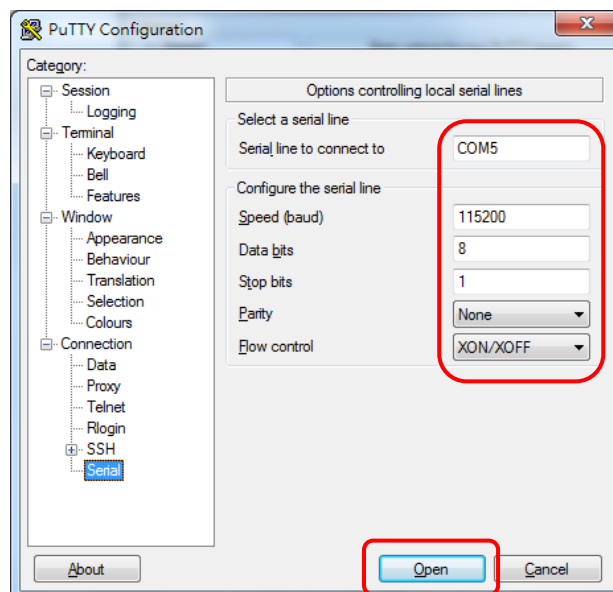 PuTTY Configuration
Category:
Session
Logging
Terminal
Keyboard
Bell
Features
Window
Appearance
Behaviour
Translation
Selection
Colours
Connection
Data
Proxy
Telnet
Rlogin
SSH
Serial
Options controlling local serial lines
Select a serial line
Serial line to connect to COM5
Configure the serial line
Speed (baud) 115200
Data bits 8
Stop bits 1
Parity None
Flow control XON/XOFF
About Open Cancel